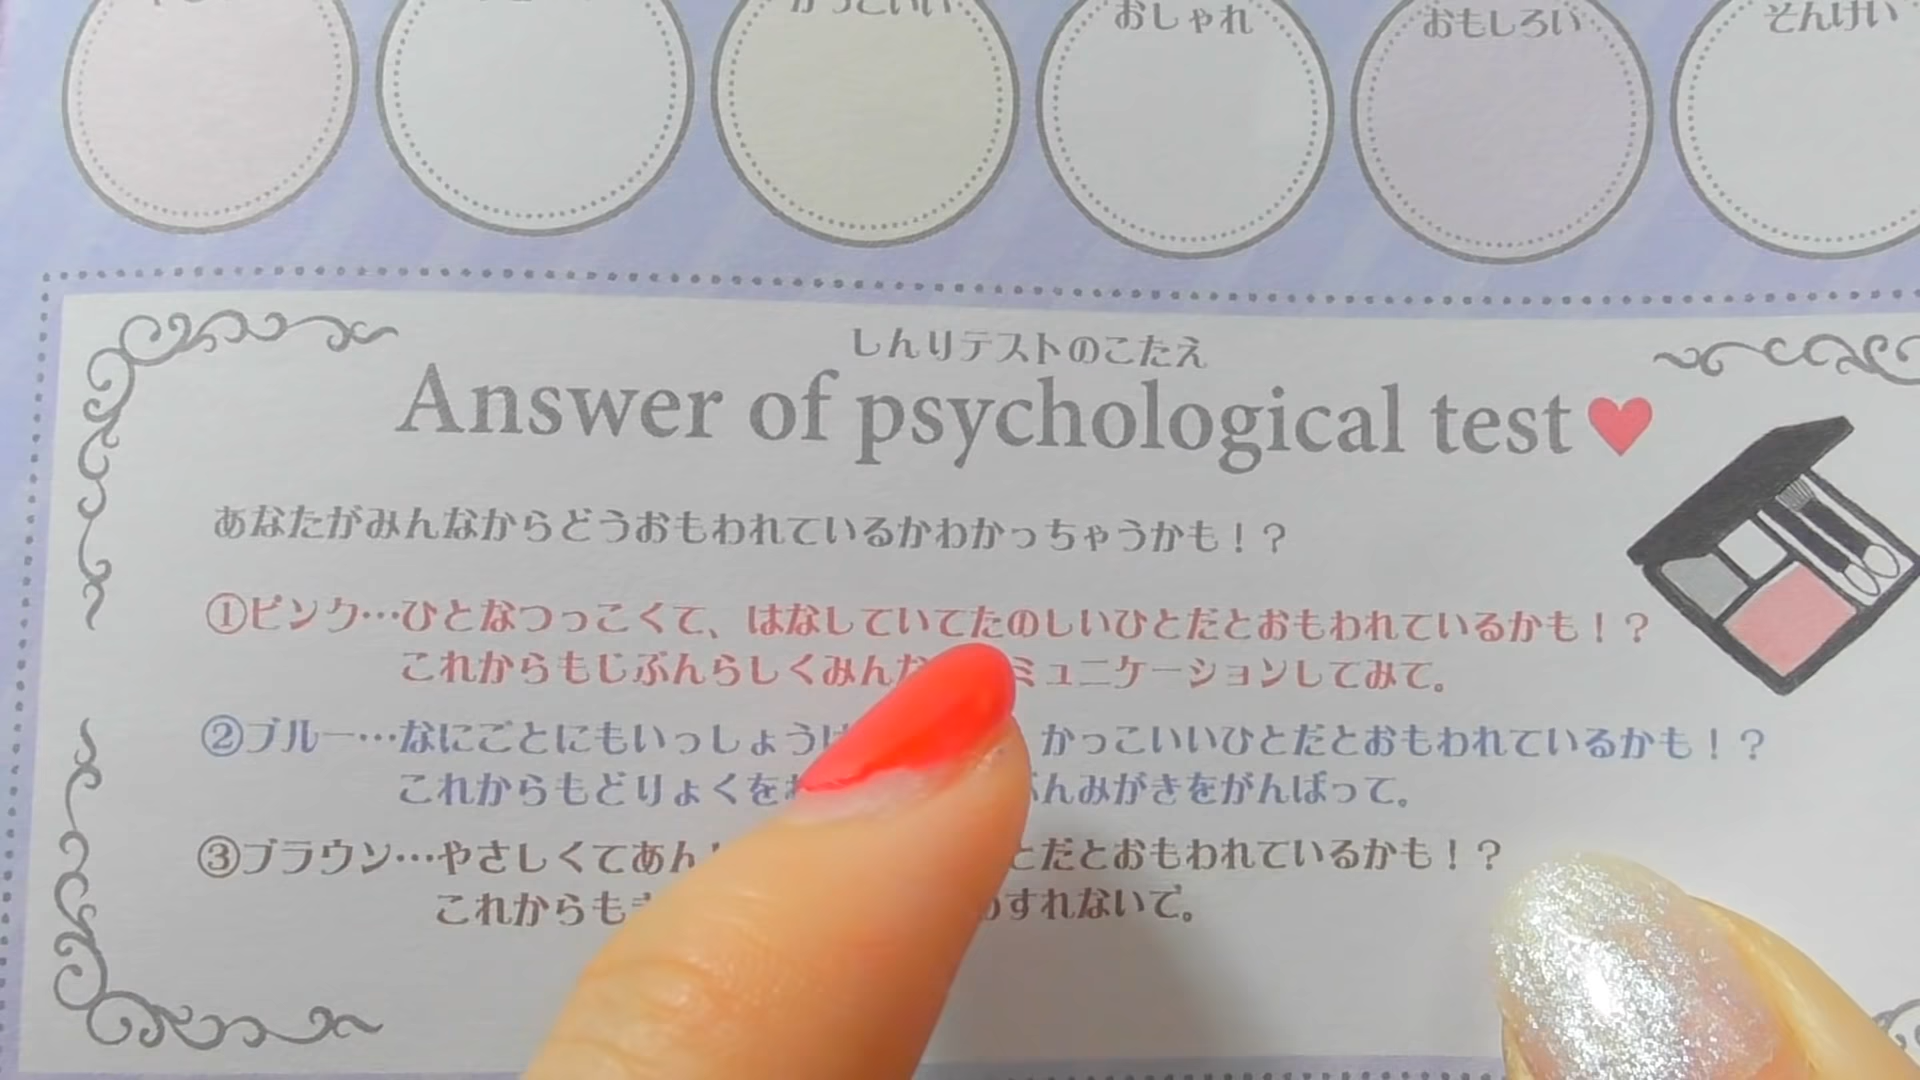 かっこいい
おしゃれ
おもしろい
そんけい
しんりテストのこたえ
Answer of psychological test♥
あなたがみんなからどうおもわれているかわかっちゃうかも！？
①ピンク…ひとなつっこくて、はなしていてたのしいひとだとおもわれているかも！？
これからもじぶんらしくみんな ミュニケーションしてみて。
②ブルー…なにごとにもいっしょう かっこいいひとだとおもわれているかも！？
これからもどりょくを んみがきをがんばって。
③ブラウン…やさしくてあん だとおもわれているかも！？
これからも すれないで。